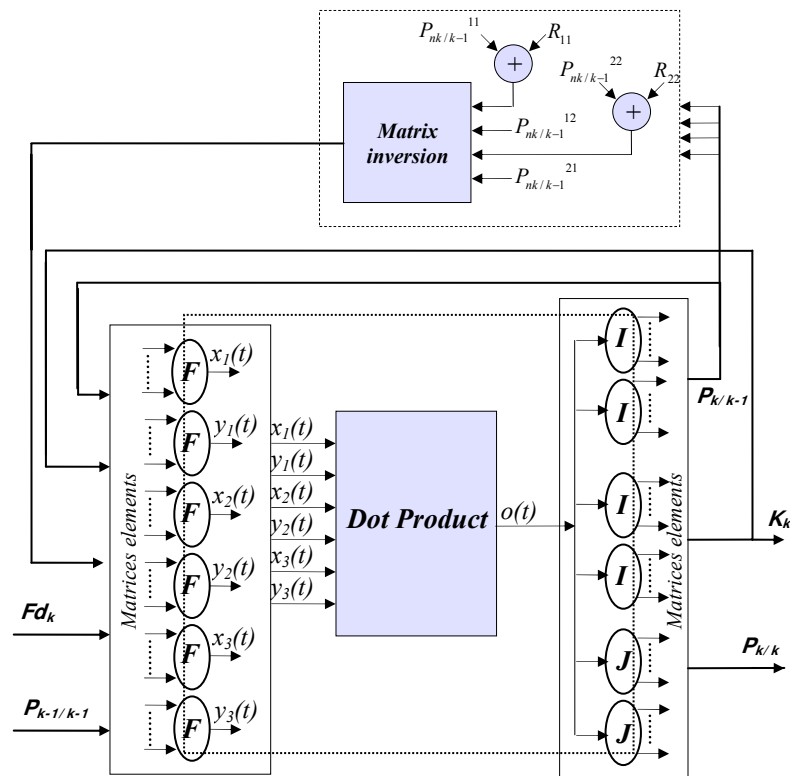 P_{nk/k-1}^{11} R_{11}
P_{nk/k-1}^{22} R_{22}
+
+
Matrix
inversion
P_{nk/k-1}^{12}
P_{nk/k-1}^{21}
F x_1(t)
F y_1(t)
F x_2(t)
F y_2(t)
F x_3(t)
F y_3(t)
Matrices elements
x_1(t)
y_1(t)
x_2(t)
y_2(t)
x_3(t)
y_3(t)
Dot Product
o(t)
I
I
I
I
J
J
Matrices elements
P_{k/k-1}
K_k
P_{k/k}
Fd_k
P_{k-1/k-1}